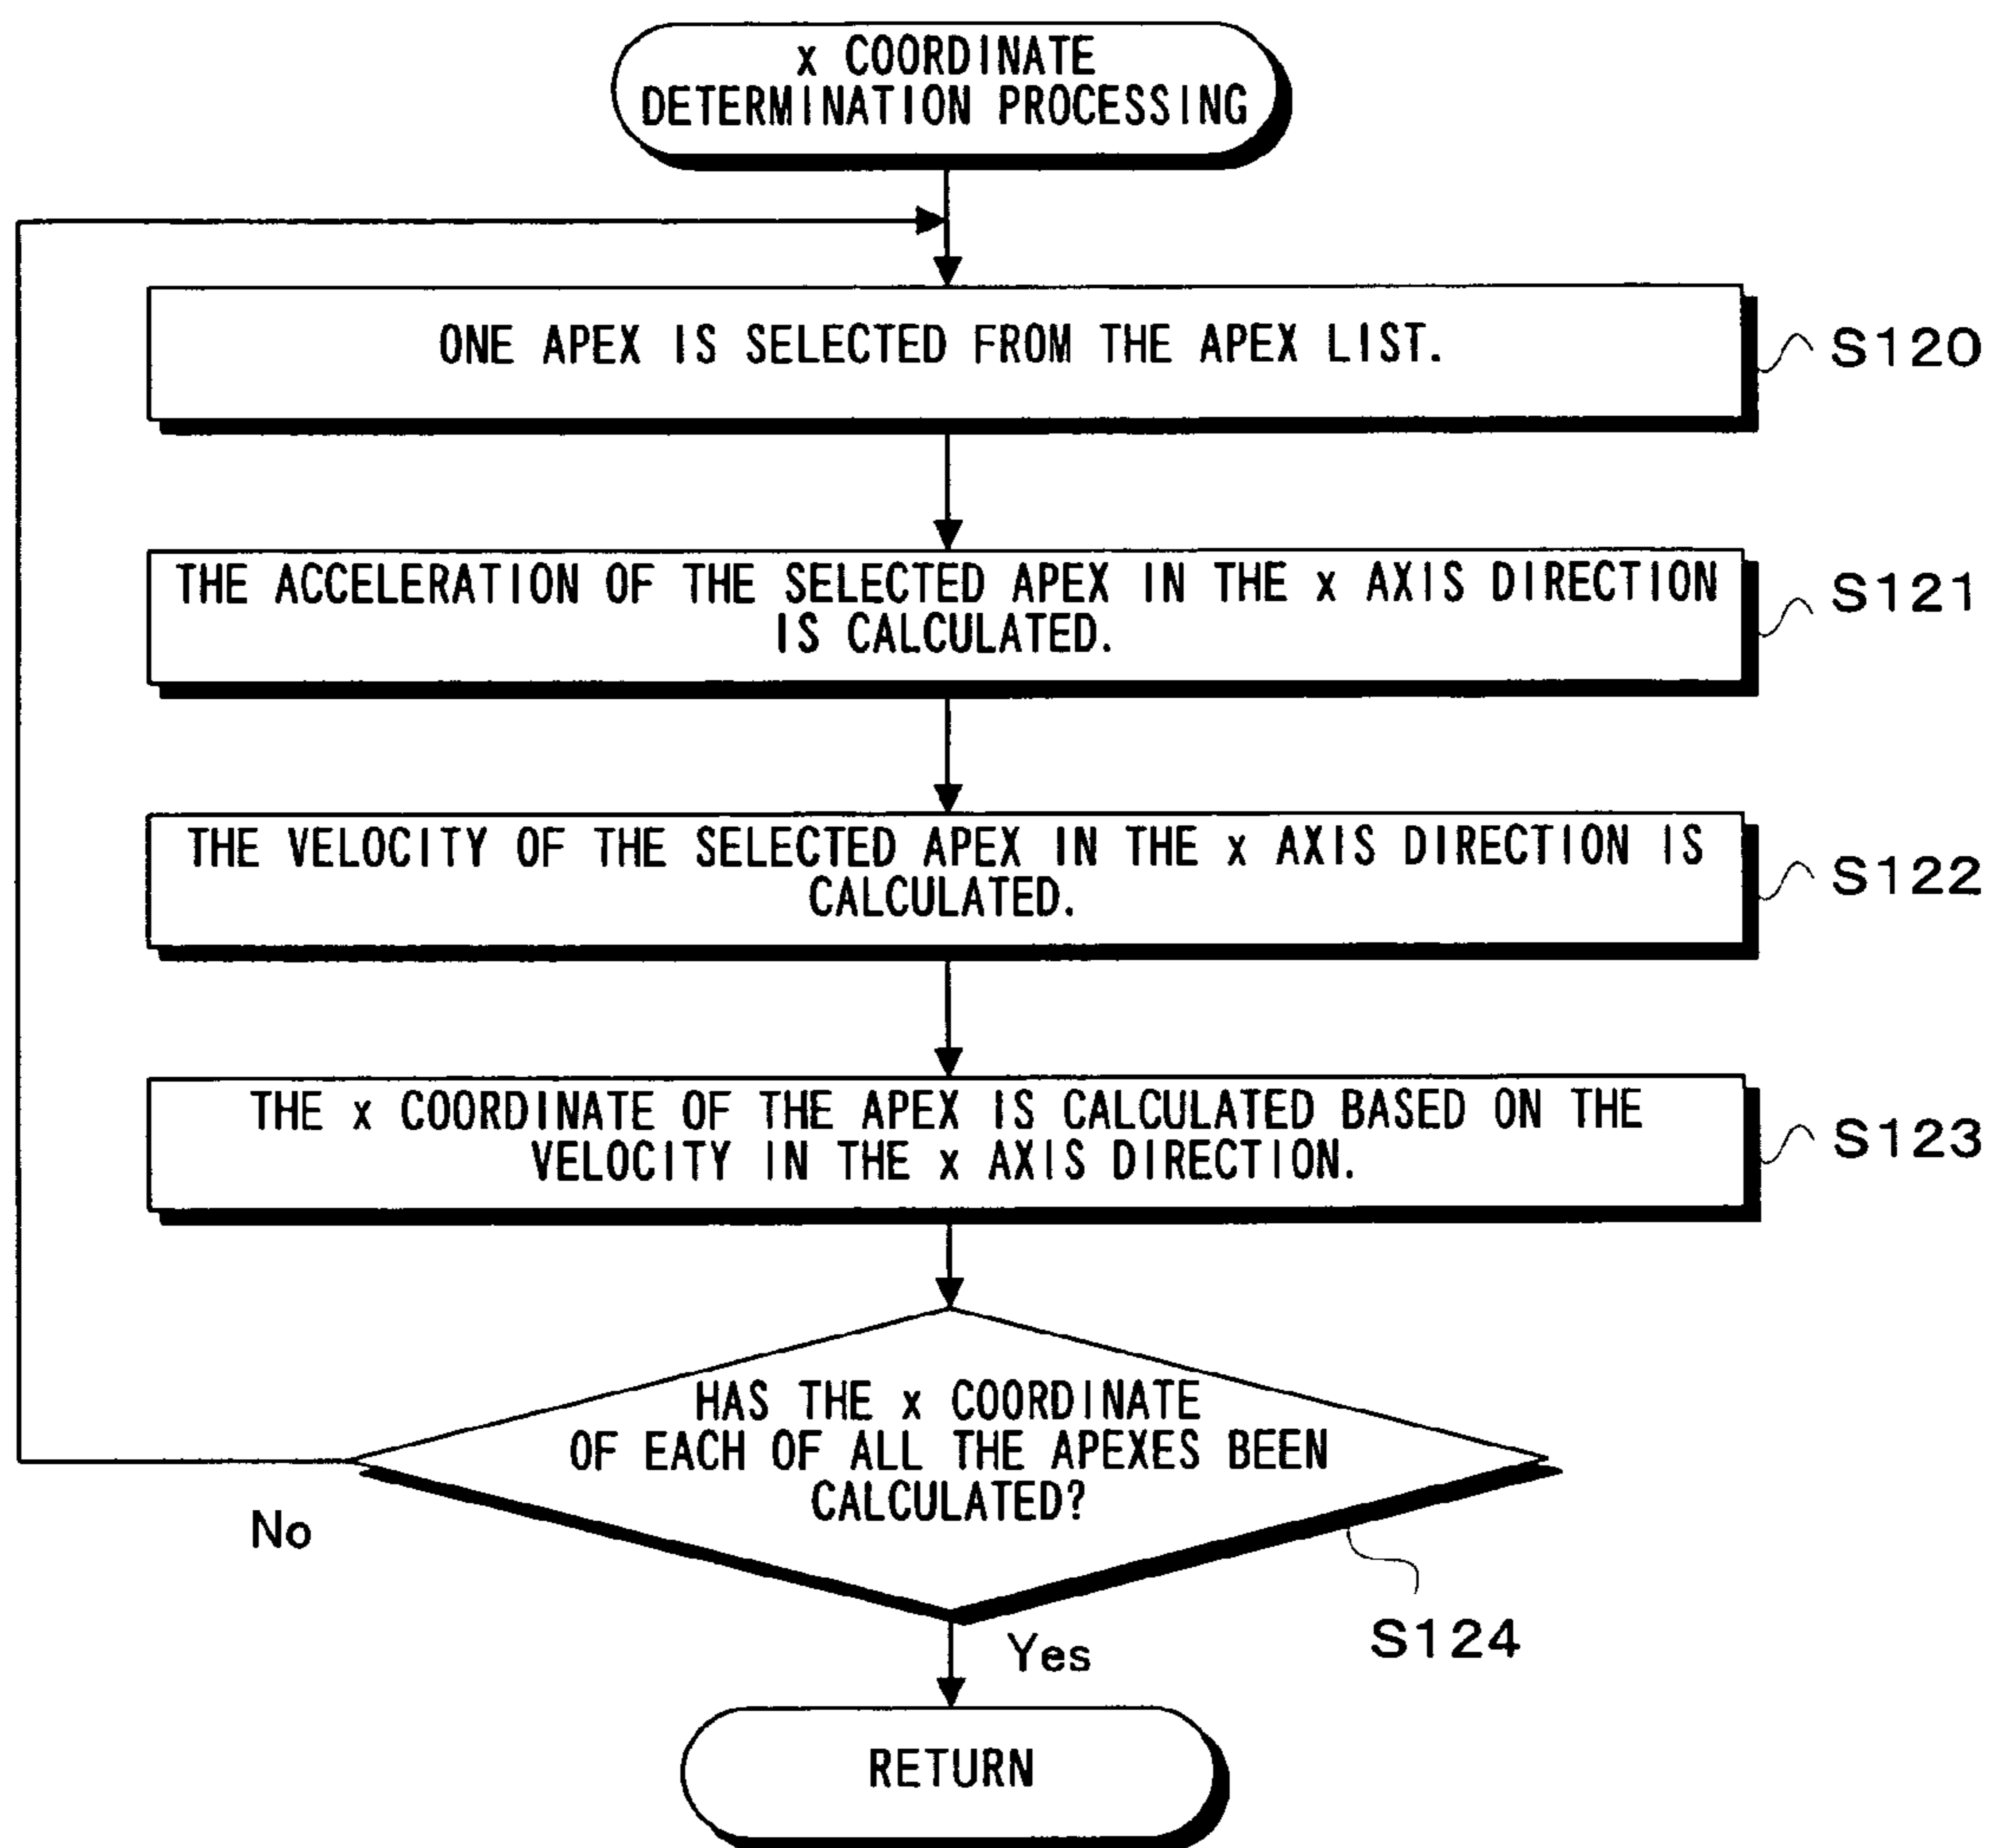 x COORDINATE
DETERMINATION PROCESSING
ONE APEX IS SELECTED FROM THE APEX LIST.
S120
THE ACCELERATION OF THE SELECTED APEX IN THE x AXIS DIRECTION
IS CALCULATED.
S121
THE VELOCITY OF THE SELECTED APEX IN THE x AXIS DIRECTION IS
CALCULATED.
S122
THE x COORDINATE OF THE APEX IS CALCULATED BASED ON THE
VELOCITY IN THE x AXIS DIRECTION.
S123
HAS THE x COORDINATE
OF EACH OF ALL THE APEXES BEEN
CALCULATED?
No
S124
Yes
RETURN